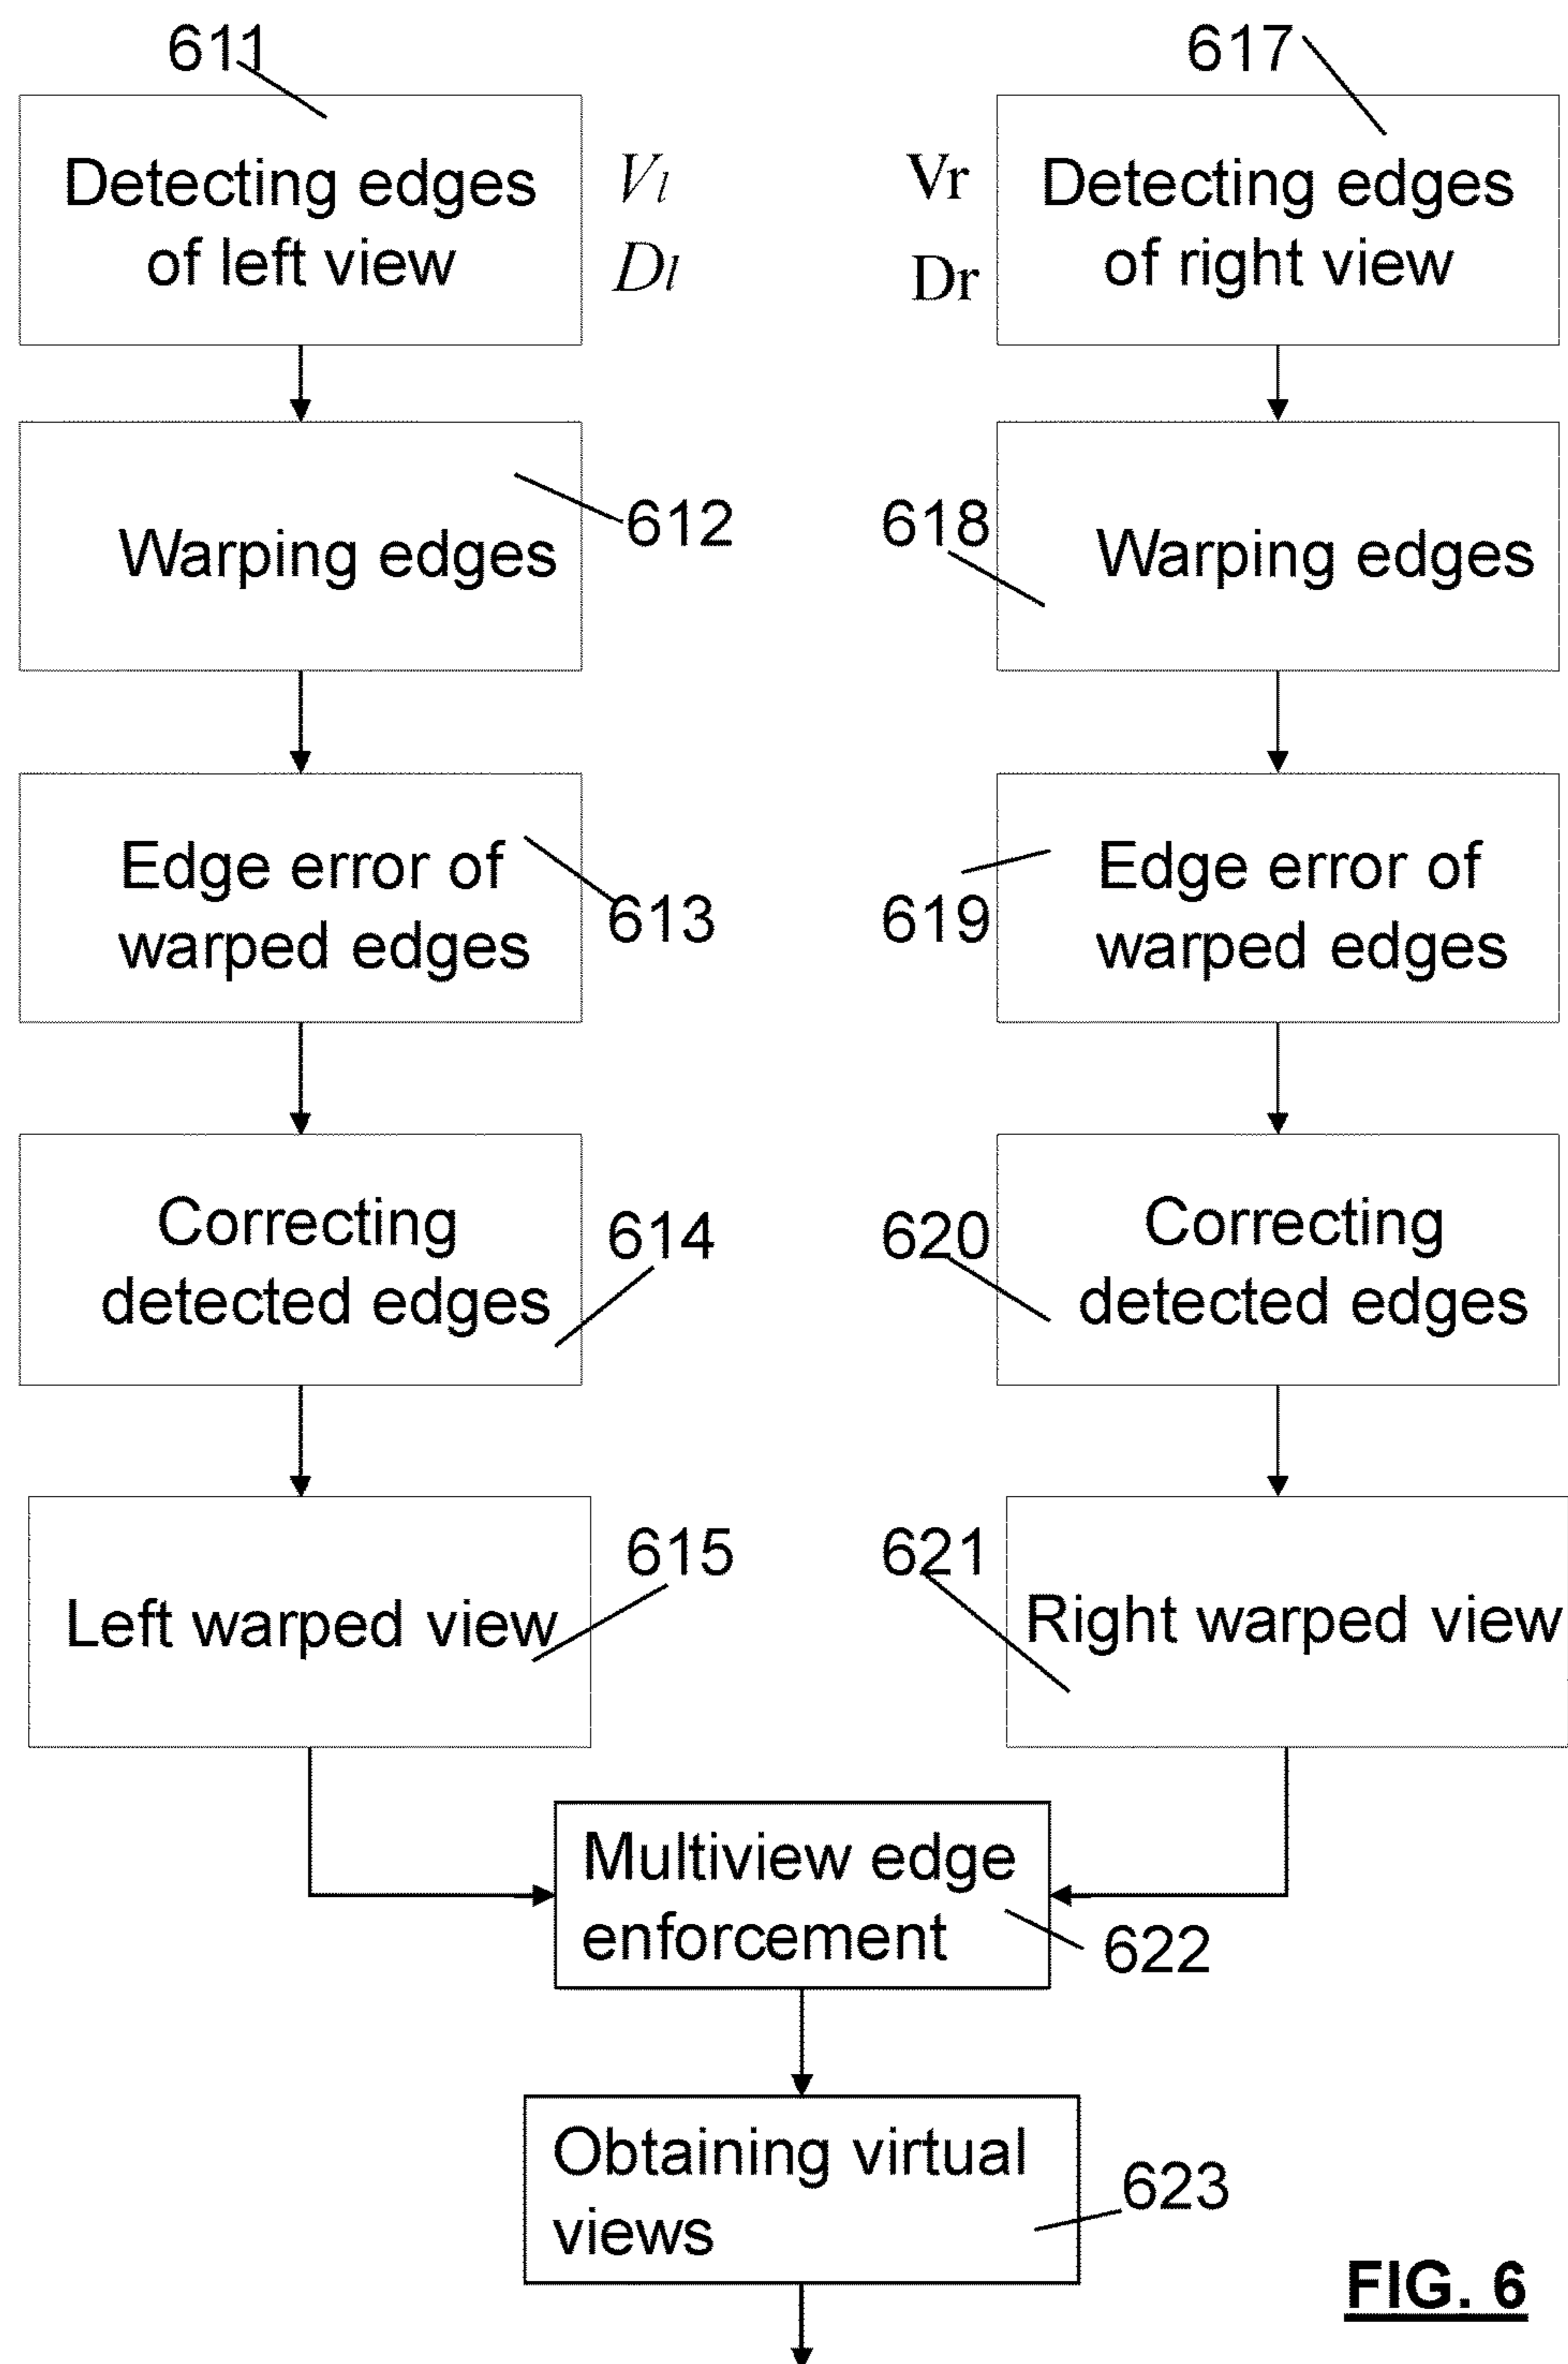 611
617
Detecting edges
of left view
Vl
Dl
Vr
Dr
Detecting edges
of right view
Warping edges
612
618
Warping edges
Edge error of
warped edges
613
619
Edge error of
warped edges
Correcting
detected edges
614
620
Correcting
detected edges
Left warped view
615
621
Right warped view
Multiview edge
enforcement
622
Obtaining virtual
views
623
FIG. 6